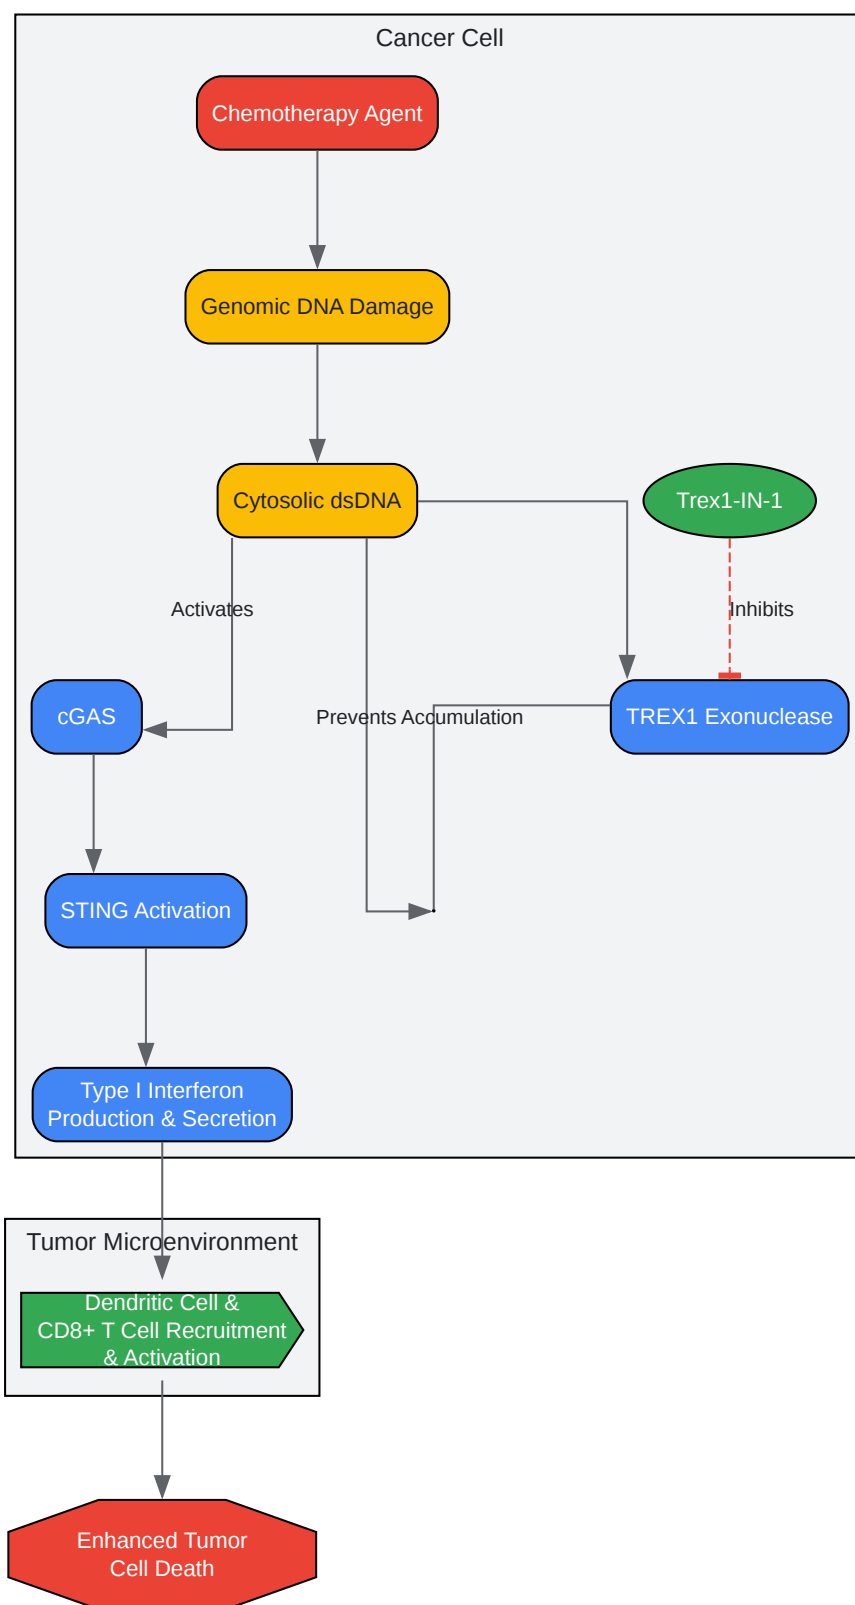 Cancer Cell
Chemotherapy Agent
Genomic DNA Damage
Cytosolic dsDNA
Trex1-IN-1
Activates
Inhibits
cGAS
Prevents Accumulation
TREX1 Exonuclease
STING Activation
Type I Interferon
Production & Secretion
Tumor Microenvironment
Dendritic Cell &
CD8+ T Cell Recruitment
& Activation
Enhanced Tumor
Cell Death